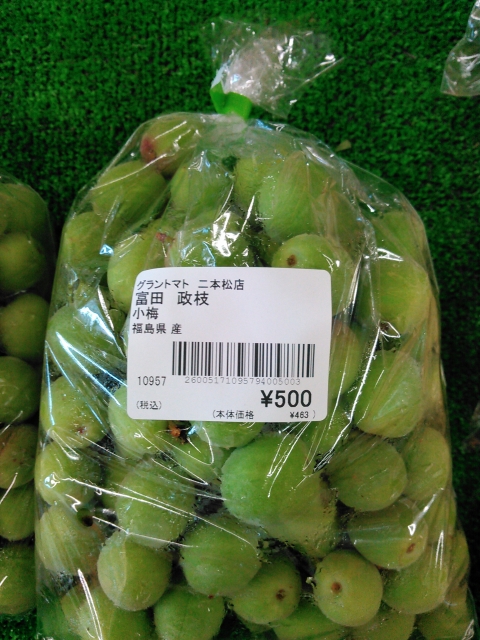 グラントマト 二本松店
富田 政枝
小梅
福島県 産
10957
26005171095794005003
¥500
(税込)
(本体価格 ¥463 )